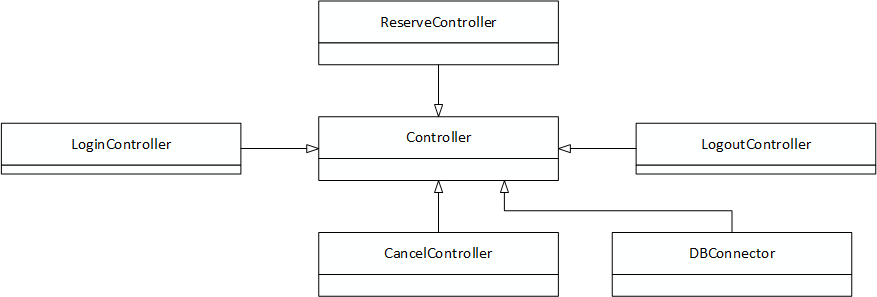 ReserveController
LoginController
Controller
LogoutController
CancelController
DBConnector